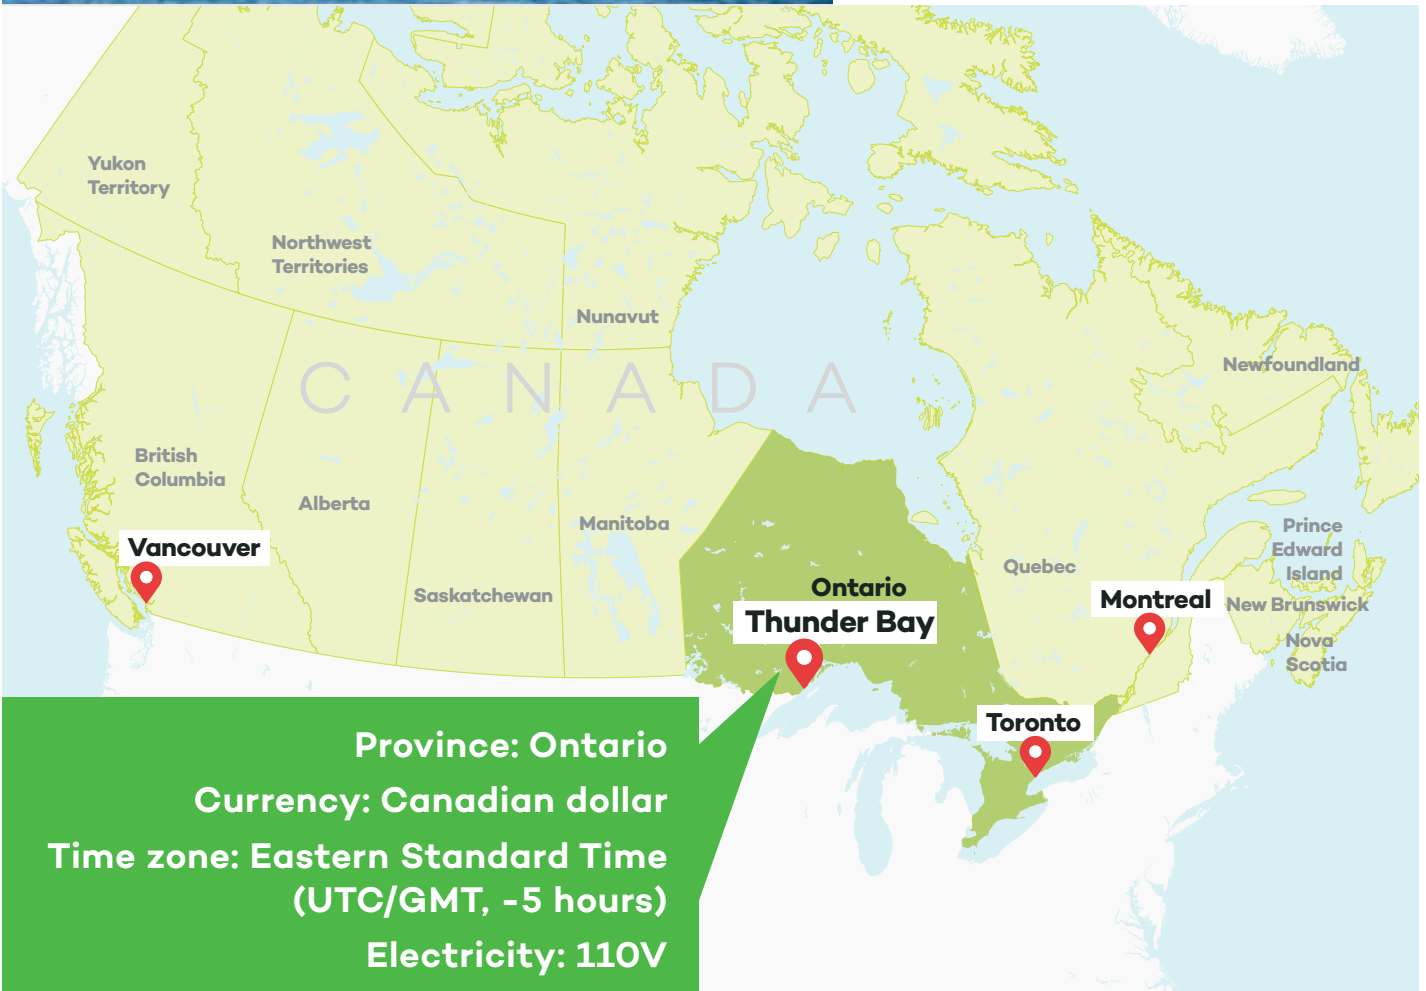 Yukon
Territory
Northwest
Territories
Nunavut
CANADA
Newfoundland
British
Columbia
Alberta
Manitoba
Saskatchewan
Quebec
Prince
Edward
Island
New Brunswick
Nova
Scotia
Vancouver
Ontario
Thunder Bay
Montreal
Toronto
Province: Ontario
Currency: Canadian dollar
Time zone: Eastern Standard Time
(UTC/GMT, -5 hours)
Electricity: 110V